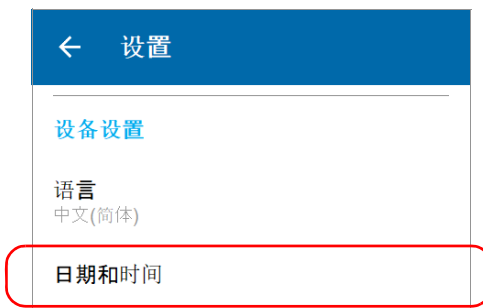 设置
设备设置
语言
中文(简体)
日期和时间